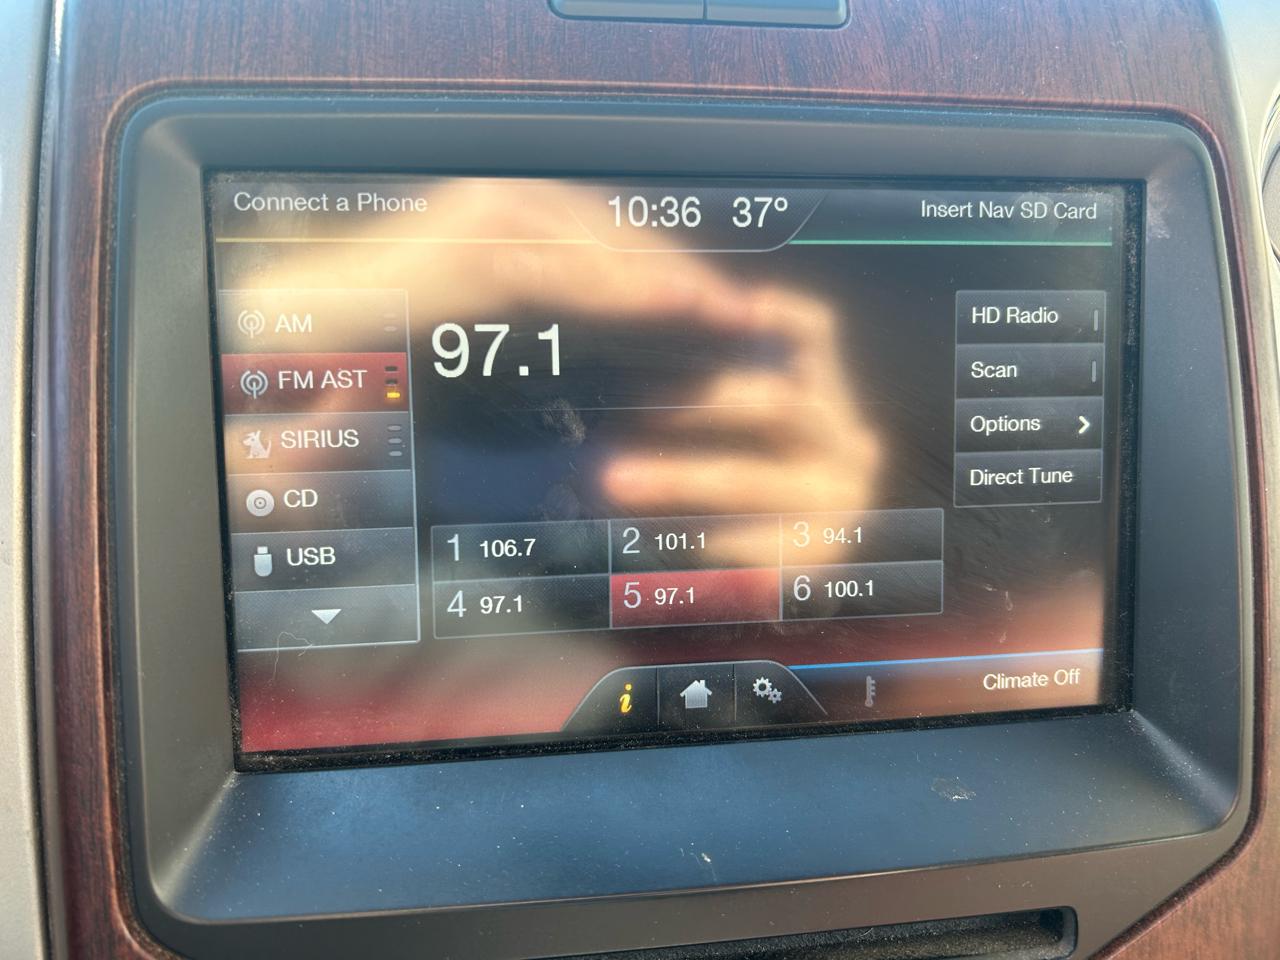 Connect a Phone
10:36 37°
Insert Nav SD Card
AM
FM AST
SIRIUS
CD
USB
97.1
HD Radio
Scan
Options
Direct Tune
1 106.7
2 101.1
3 94.1
4 97.1
5 97.1
6 100.1
i
Climate Off